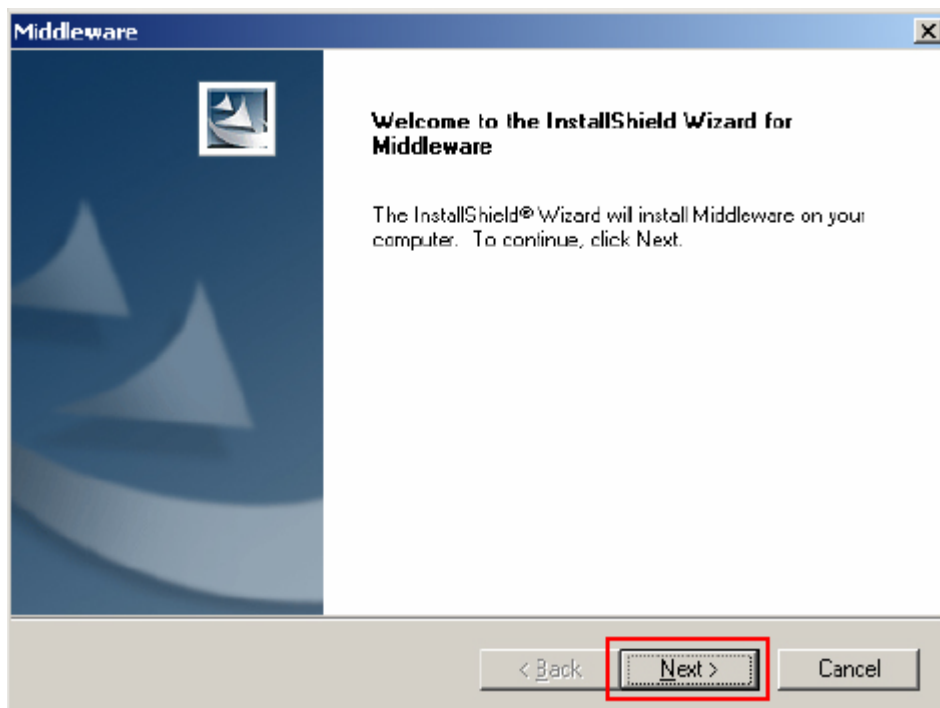 Middleware
Welcome to the InstallShield Wizard for
Middleware
The InstallShield® Wizard will install Middleware on your
computer. To continue, click Next.
< Back
Next >
Cancel